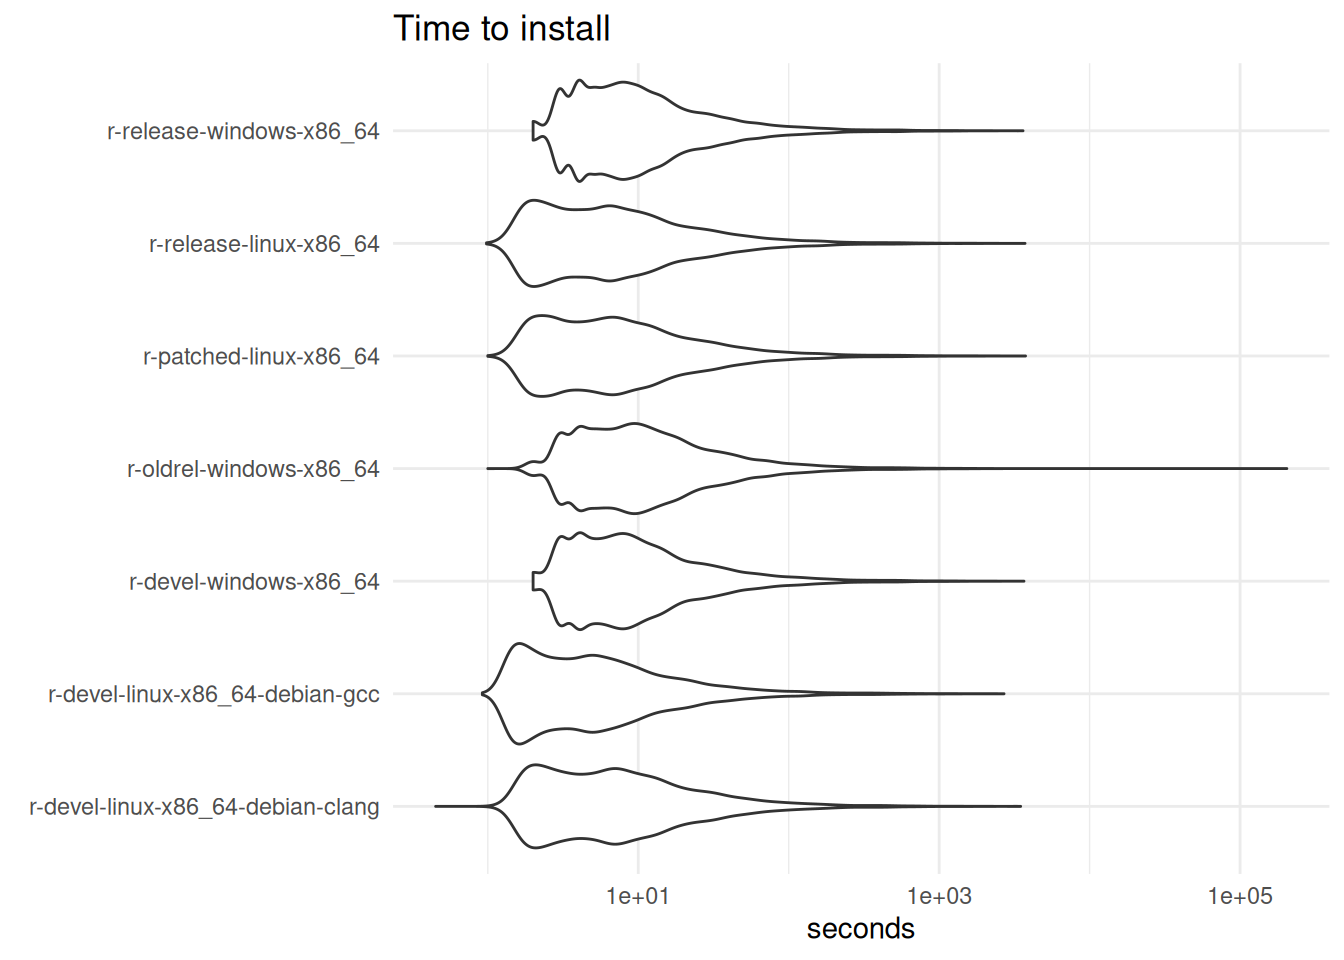 Time to install
r-release-windows-x86_64
r-release-linux-x86_64
r-patched-linux-x86_64
r-oldrel-windows-x86_64
r-devel-windows-x86_64
r-devel-linux-x86_64-debian-gcc
r-devel-linux-x86_64-debian-clang
1e+01 1e+03 1e+05
seconds